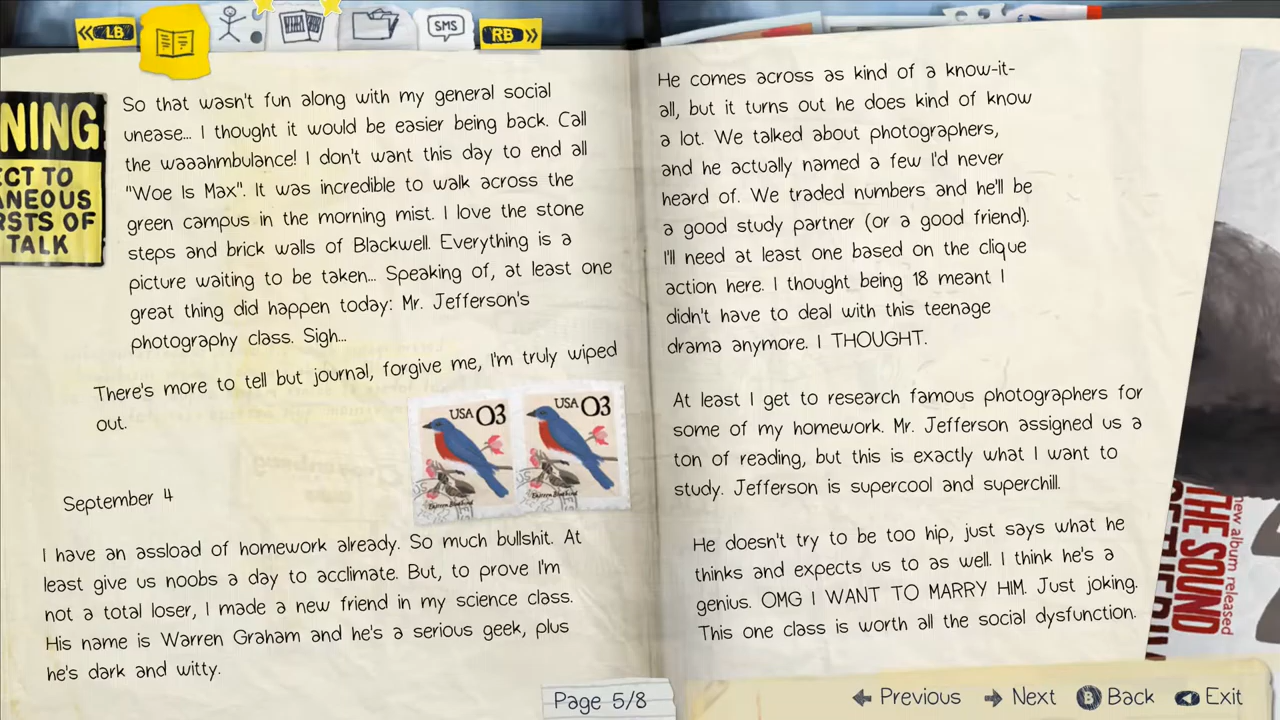 LB
SMS
RB
NING
ECT TO
ANEOUS
RSTS OF
TALK
So that wasn't fun along with my general social
unease... I thought it would be easier being back. Call
the waaahmbulance! I don't want this day to end all
"Woe Is Max". It was incredible to walk across the
green campus in the morning mist. I love the stone
steps and brick walls of Blackwell. Everything is a
picture waiting to be taken... Speaking of, at least one
great thing did happen today: Mr. Jefferson's
photography class. Sigh...
There's more to tell but journal, forgive me, I'm truly wiped
out.
USA 03
Eastern Bluebird
USA 03
Eastern Bluebird
September 4
I have an assload of homework already. So much bullshit. At
least give us noobs a day to acclimate. But, to prove I'm
not a total loser, I made a new friend in my science class.
His name is Warren Graham and he's a serious geek, plus
he's dark and witty.
He comes across as kind of a know-it-
all, but it turns out he does kind of know
a lot. We talked about photographers,
and he actually named a few I'd never
heard of. We traded numbers and he'll be
a good study partner (or a good friend).
I'll need at least one based on the clique
action here. I thought being 18 meant I
didn't have to deal with this teenage
drama anymore. I THOUGHT.
At least I get to research famous photographers for
some of my homework. Mr. Jefferson assigned us a
ton of reading, but this is exactly what I want to
study. Jefferson is supercool and superchill.
He doesn't try to be too hip, just says what he
thinks and expects us to as well. I think he's a
genius. OMG I WANT TO MARRY HIM. Just joking.
This one class is worth all the social dysfunction.
new album released
THE SOUND
Page 5/8
Previous
Next
B Back
Exit